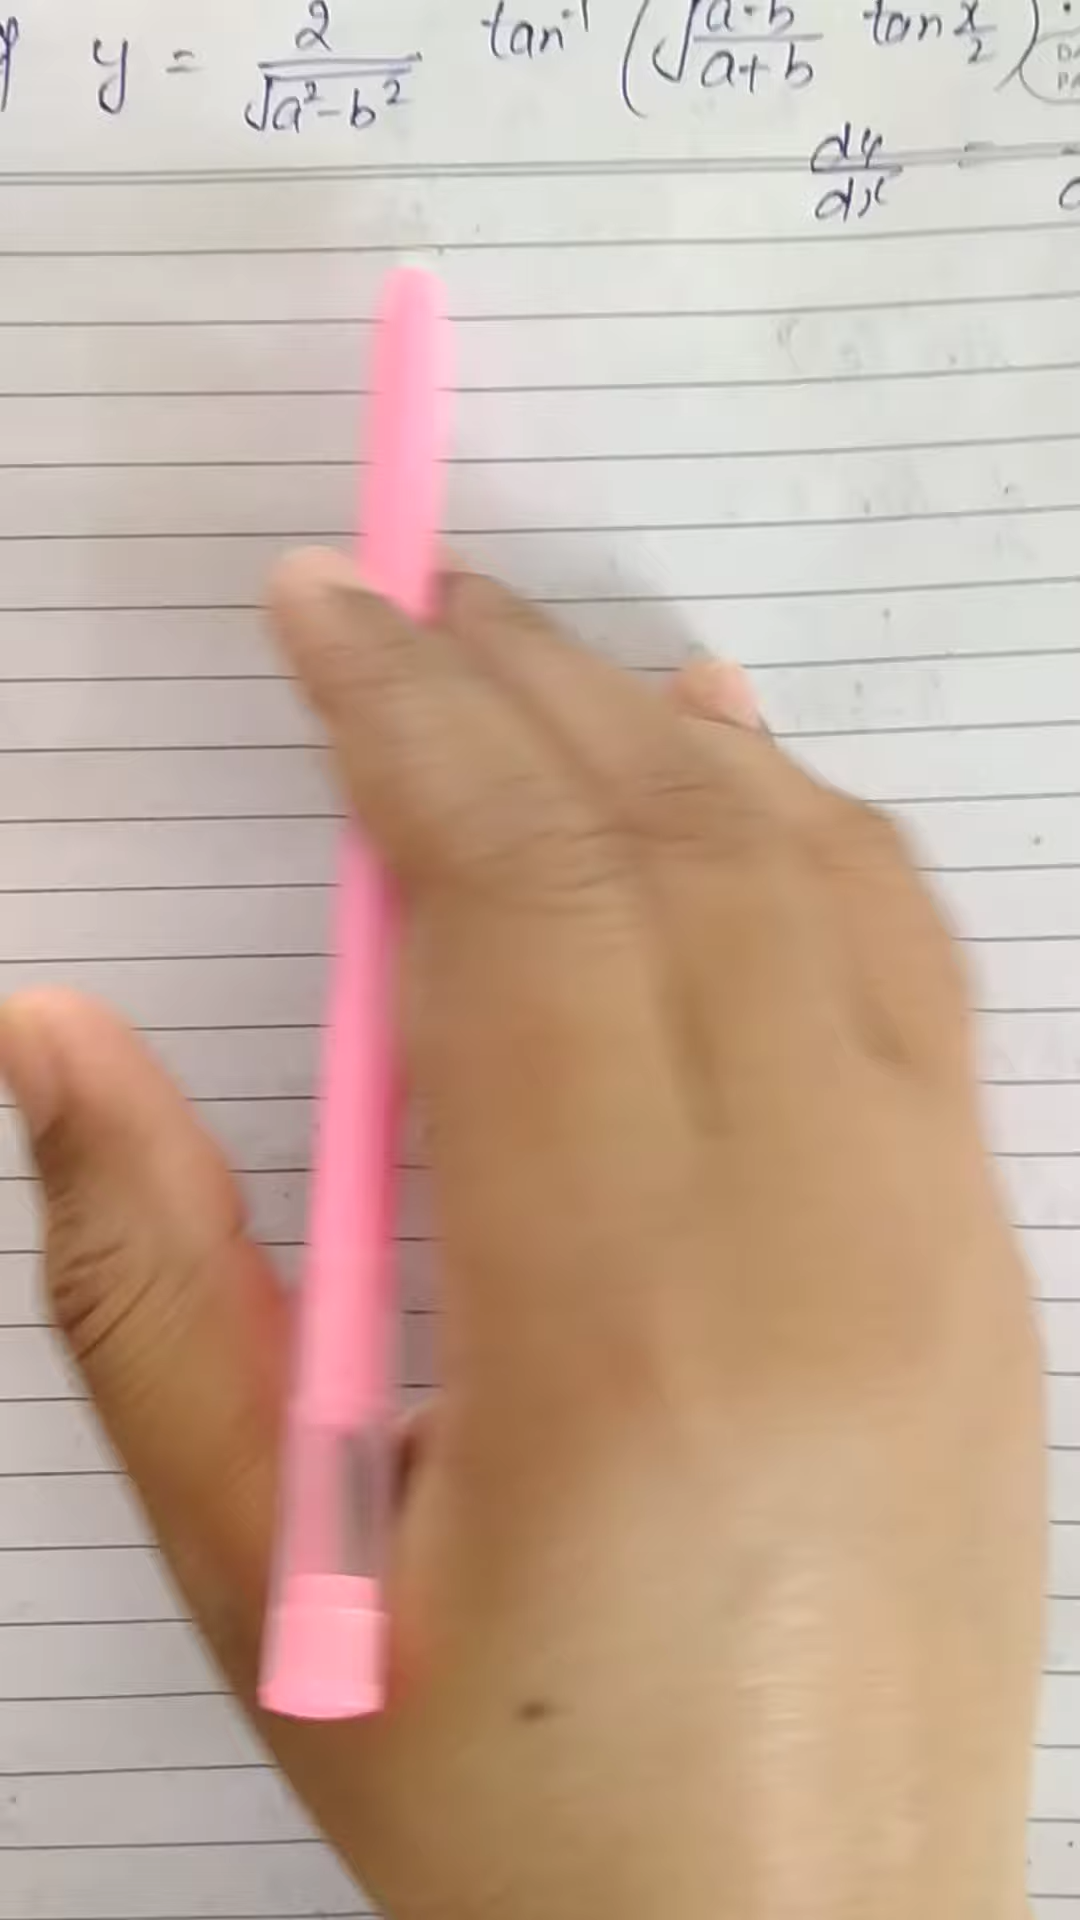 y = 2/√(a²-b²) tan⁻¹ (√((a-b)/(a+b)) tan x/2)
dy/dx =